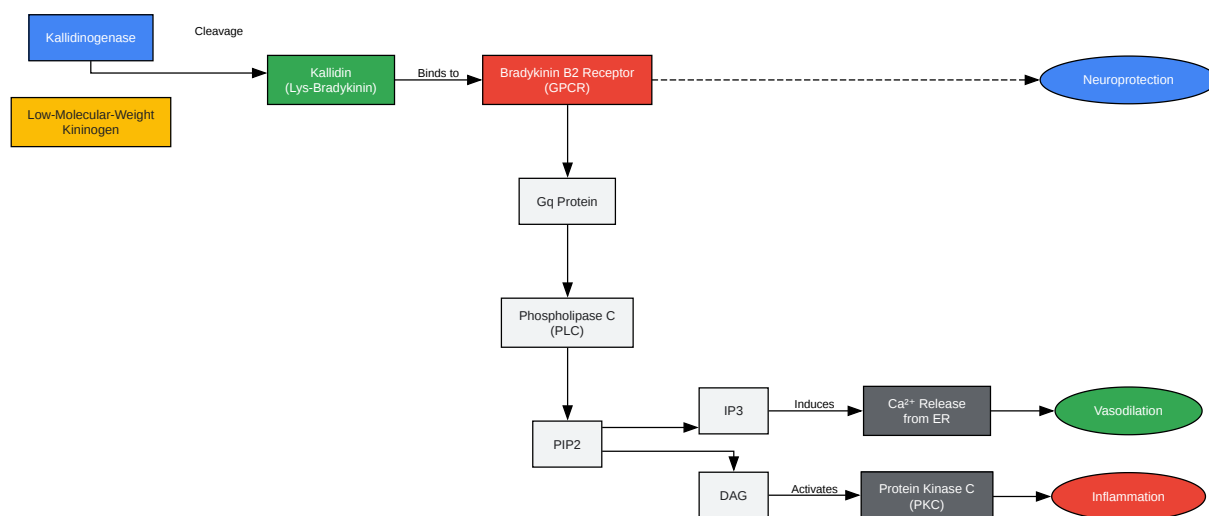 Kallidinogenase
Cleavage
Low-Molecular-Weight
Kininogen
Kallidin
(Lys-Bradykinin)
Binds to
Bradykinin B2 Receptor
(GPCR)
Neuroprotection
Gq Protein
Phospholipase C
(PLC)
PIP2
IP3
Induces
Ca²⁺ Release
from ER
Vasodilation
DAG
Activates
Protein Kinase C
(PKC)
Inflammation